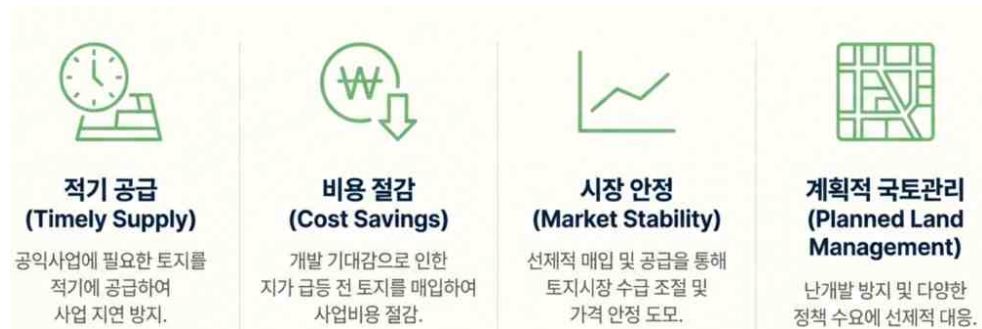 적기 공급
(Timely Supply)
공익사업에 필요한 토지를
적기에 공급하여
사업 지연 방지.
₩
비용 절감
(Cost Savings)
개발 기대감으로 인한
지가 급등 전 토지를 매입하여
사업비용 절감.
시장 안정
(Market Stability)
선제적 매입 및 공급을 통해
토지시장 수급 조절 및
가격 안정 도모.
계획적 국토관리
(Planned Land
Management)
난개발 방지 및 다양한
정책 수요에 선제적 대응.